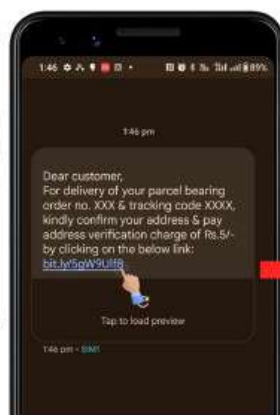 1:46
89%
1:46 pm
Dear customer,
For delivery of your parcel bearing
order no. XXX & tracking code XXXX,
kindly confirm your address & pay
address verification charge of Rs.5/-
by clicking on the below link:
bit.ly/5gW9Ulf8
Tap to load preview
1:46 pm - SIM1